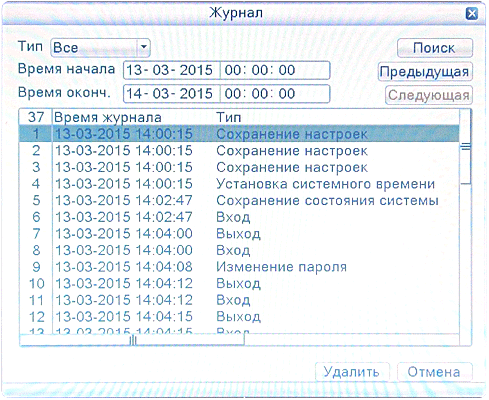 Журнал
Тип Все Поиск
Время начала 13-03-2015 00:00:00 Предыдущая
Время оконч. 14-03-2015 00:00:00 Следующая
37 Время журнала Тип
1 13-03-2015 14:00:15 Сохранение настроек
2 13-03-2015 14:00:15 Сохранение настроек
3 13-03-2015 14:00:15 Сохранение настроек
4 13-03-2015 14:00:15 Установка системного времени
5 13-03-2015 14:02:47 Сохранение состояния системы
6 13-03-2015 14:02:47 Вход
7 13-03-2015 14:04:00 Выход
8 13-03-2015 14:04:00 Вход
9 13-03-2015 14:04:08 Изменение пароля
10 13-03-2015 14:04:12 Выход
11 13-03-2015 14:04:12 Вход
12 13-03-2015 14:04:15 Выход
13 13-03-2015 14:04:15 Вход
Удалить Отмена